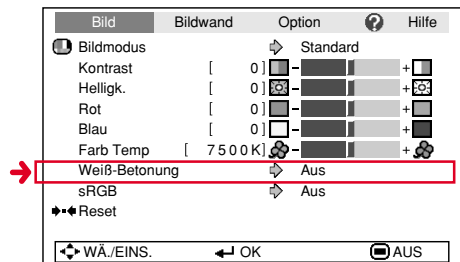 Bild Bildwand Option ? Hilfe
Bildmodus Standard
Kontrast [ 0] - +
Helligk. [ 0] - +
Rot [ 0] - +
Blau [ 0] - +
Farb Temp [ 7500K] - +
Weiß-Betonung Aus
sRGB Aus
Reset
WÄ./EINS. OK AUS